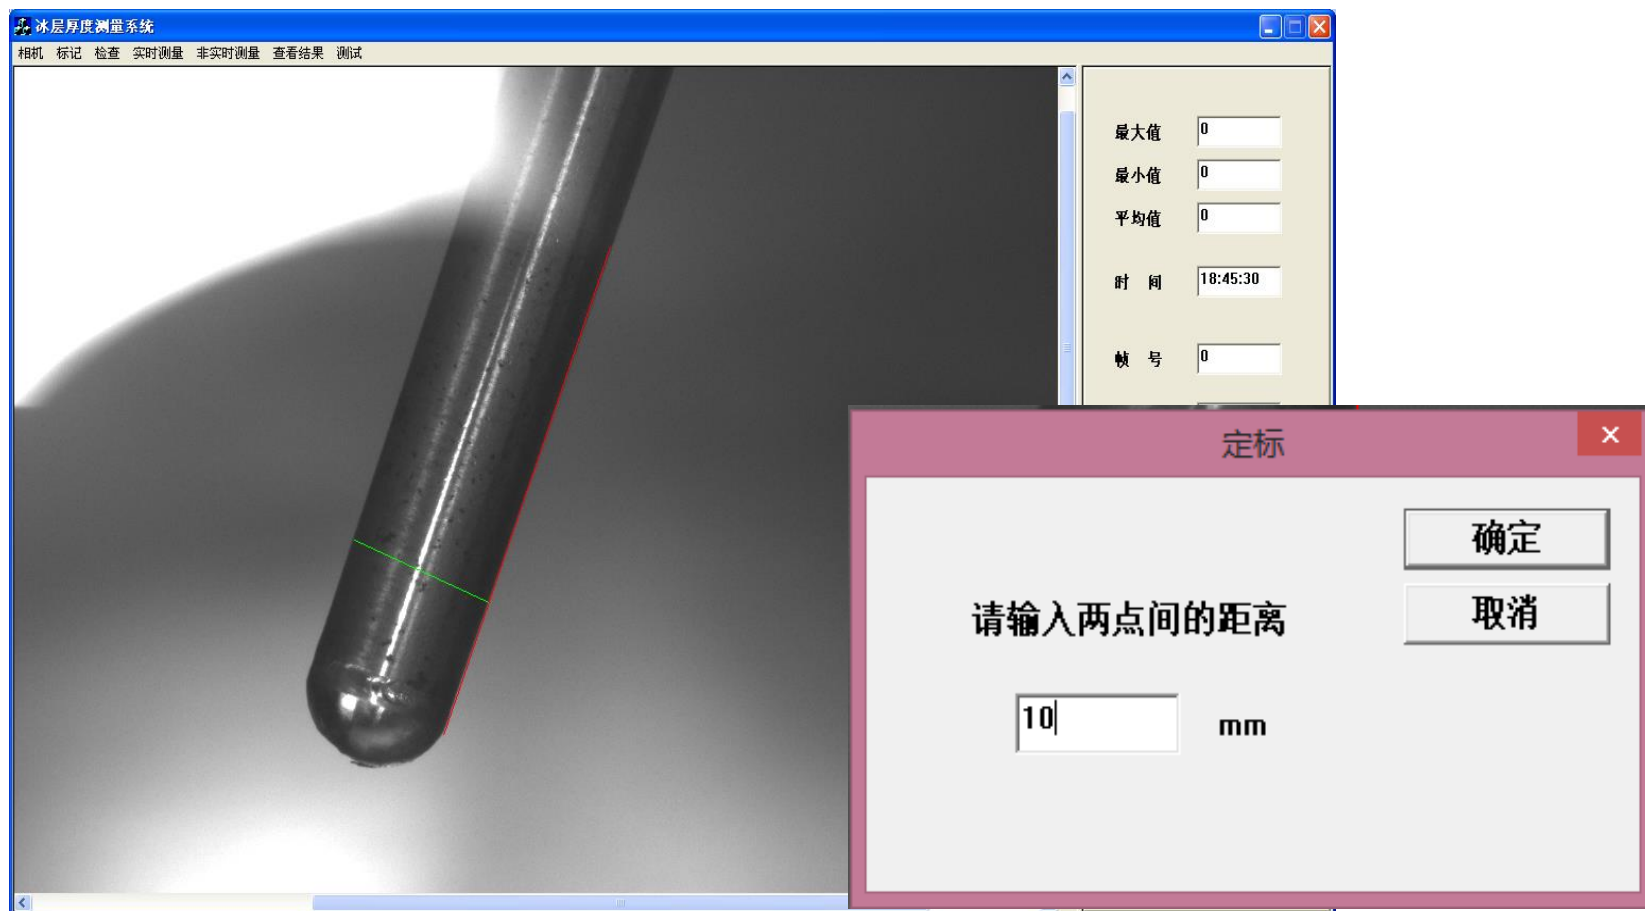 冰层厚度测量系统
相机 标记 检查 实时测量 非实时测量 查看结果 测试
最大值 0
最小值 0
平均值 0
时 间 18:45:30
帧 号 0
定标
确定
请输入两点间的距离
取消
10 mm